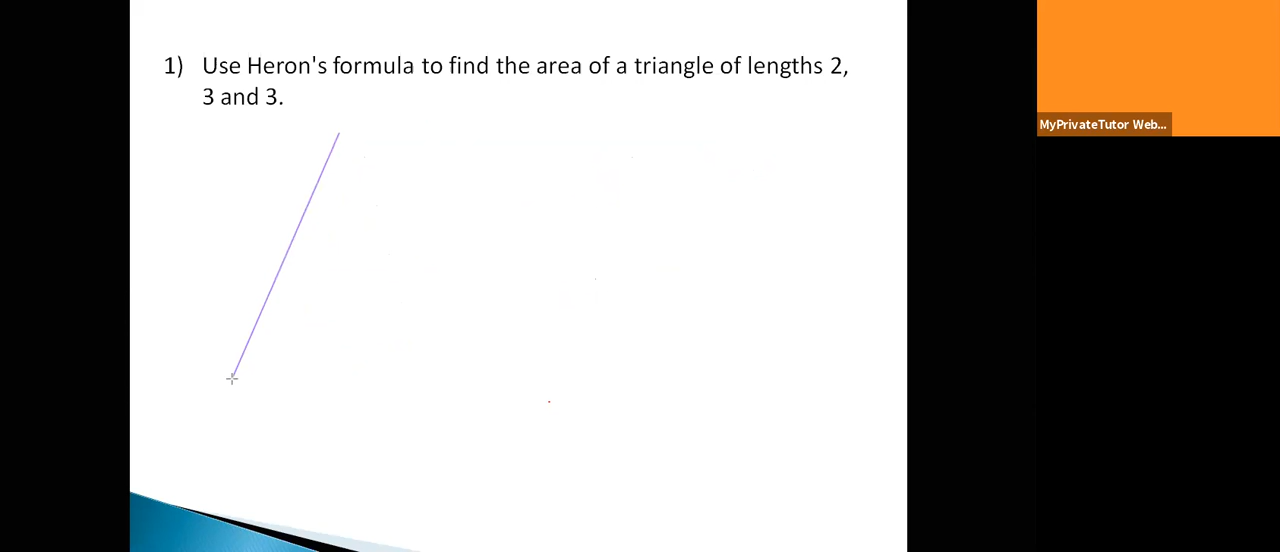 1) Use Heron's formula to find the area of a triangle of lengths 2,
3 and 3.
MyPrivateTutor Web...